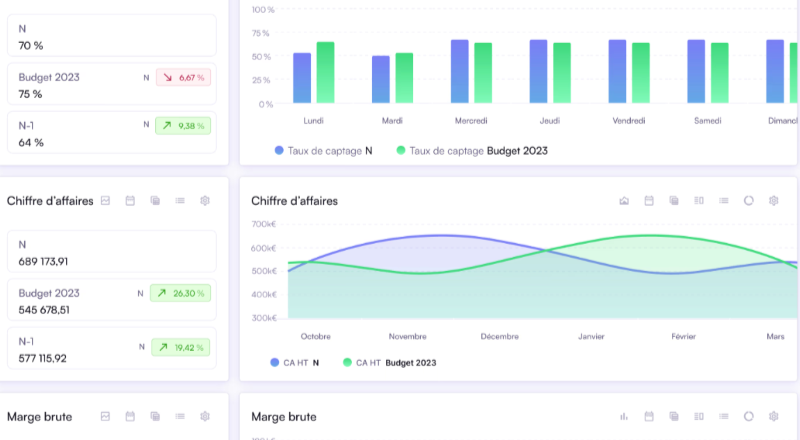 N
70 %
Budget 2023
N
6,67 %
75 %
N-1
N
9,38 %
64 %
100 %
75 %
50 %
25 %
0 %
Lundi
Mardi
Mercredi
Jeudi
Vendredi
Samedi
Dimancl
Taux de captage N
Taux de captage Budget 2023
Chiffre d'affaires
N
689 173,91
Budget 2023
N
26,30 %
545 678,51
N-1
N
19,42 %
577 115,92
Chiffre d'affaires
700k€
600k€
500k€
400k€
300k€
Octobre
Novembre
Décembre
Janvier
Février
Mars
CA HT N
CA HT Budget 2023
Marge brute
Marge brute